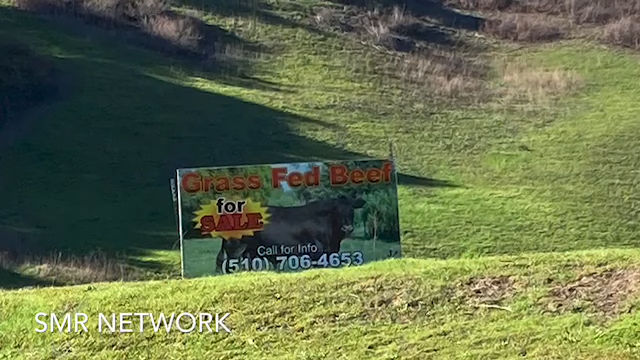 Grass Fed Beef
for
SALE
Call for Info
(510) 706-4653
SMR NETWORK